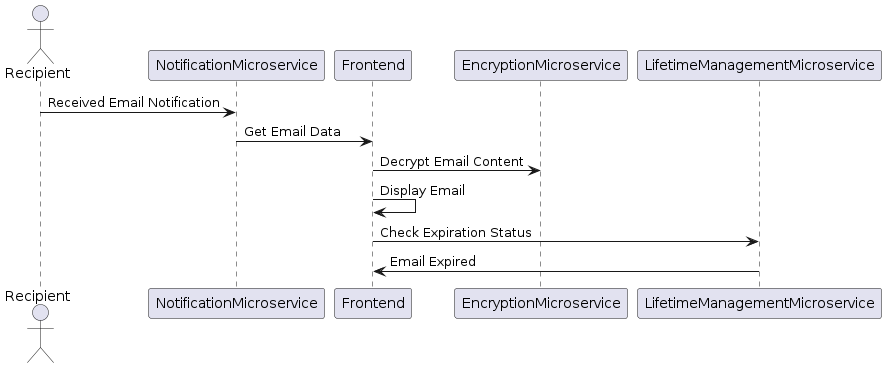 Recipient
NotificationMicroservice
Frontend
EncryptionMicroservice
LifetimeManagementMicroservice
Received Email Notification
Get Email Data
Decrypt Email Content
Display Email
Check Expiration Status
Email Expired
Recipient
NotificationMicroservice
Frontend
EncryptionMicroservice
LifetimeManagementMicroservice